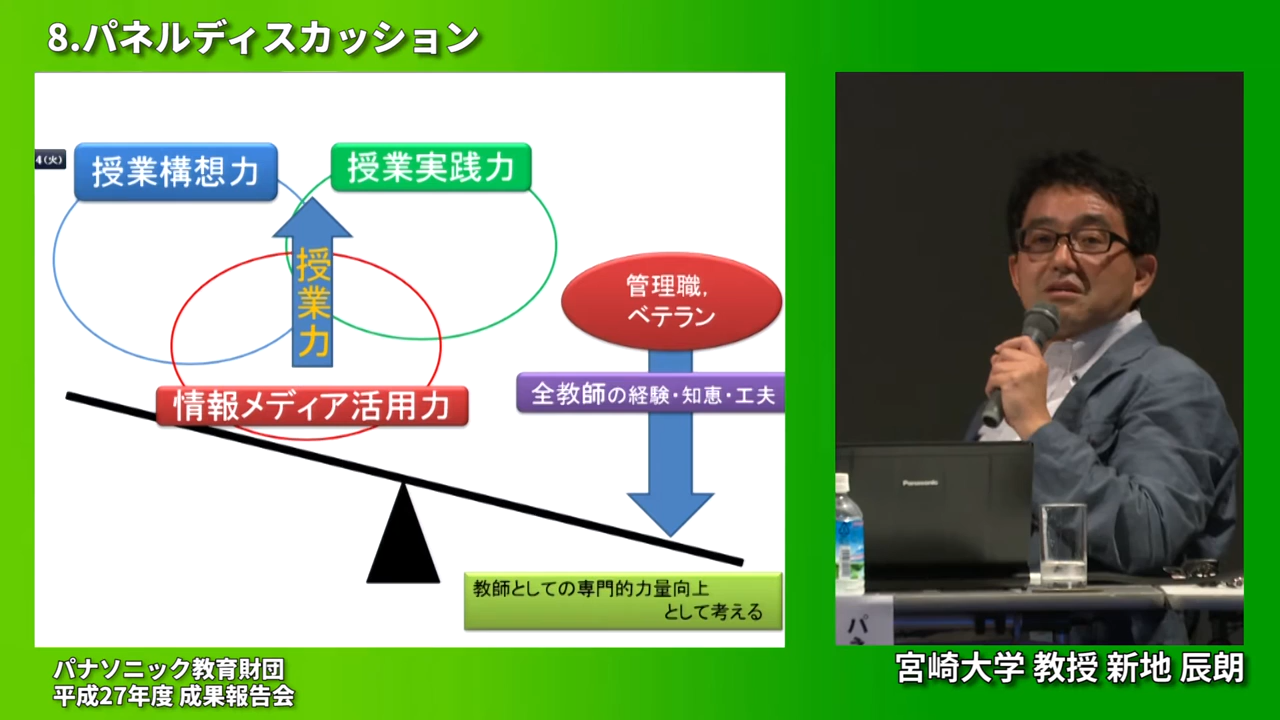 8.パネルディスカッション
4(火)
授業構想力
授業実践力
授業力
情報メディア活用力
管理職,
ベテラン
全教師の経験・知恵・工夫
教師としての専門的力量向上
として考える
Panasonic
パ
パナソニック教育財団
平成27年度 成果報告会
宮崎大学 教授 新地 辰朗